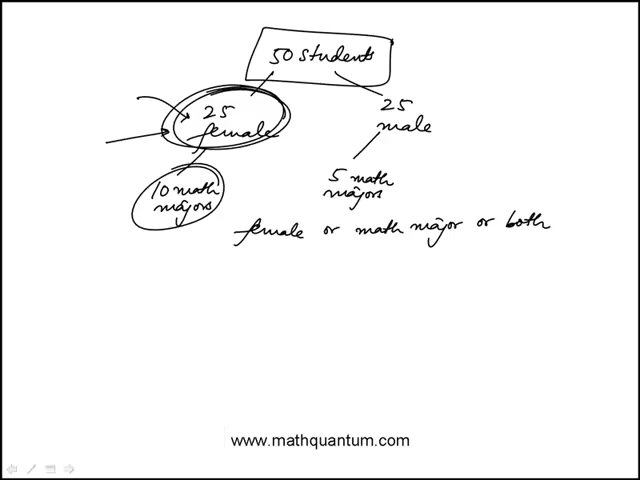 50 students
25
female
25
male
10 math
majors
5 math
majors
female or math major or both
www.mathquantum.com